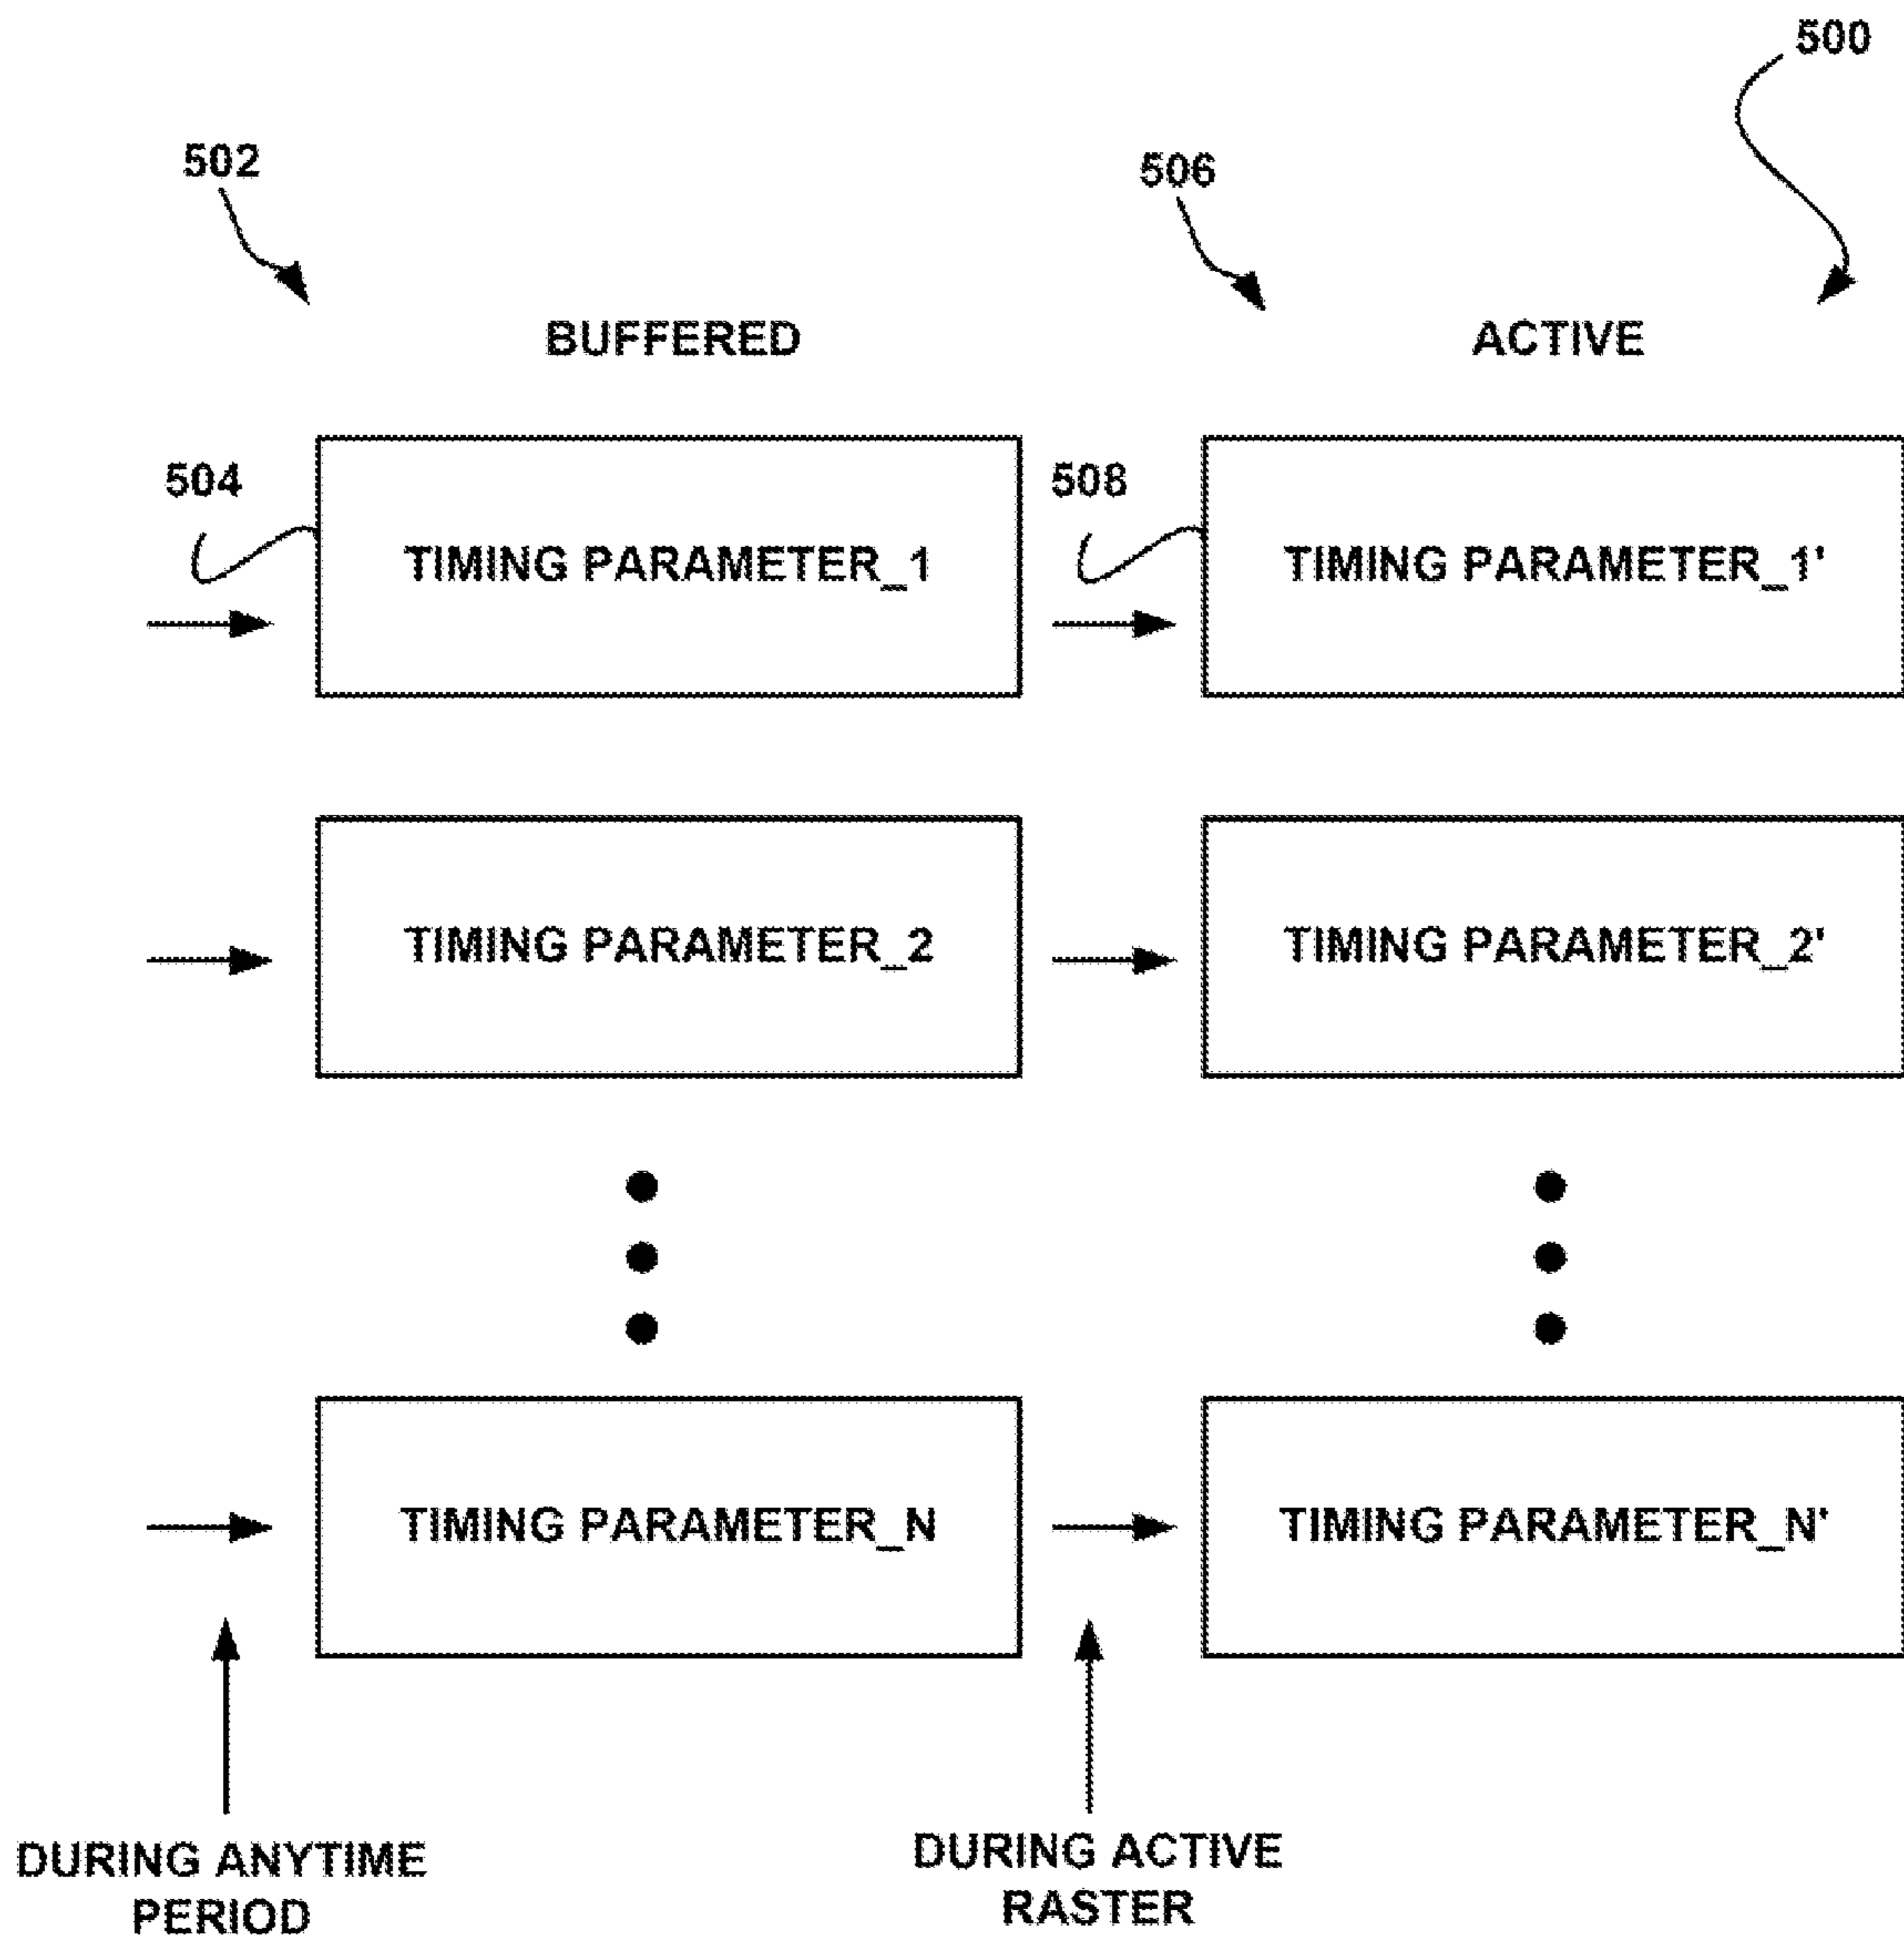 500
502
506
BUFFERED
ACTIVE
504
TIMING PARAMETER_1
508
TIMING PARAMETER_1'
TIMING PARAMETER_2
TIMING PARAMETER_2'
TIMING PARAMETER_N
TIMING PARAMETER_N'
DURING ANYTIME
PERIOD
DURING ACTIVE
RASTER